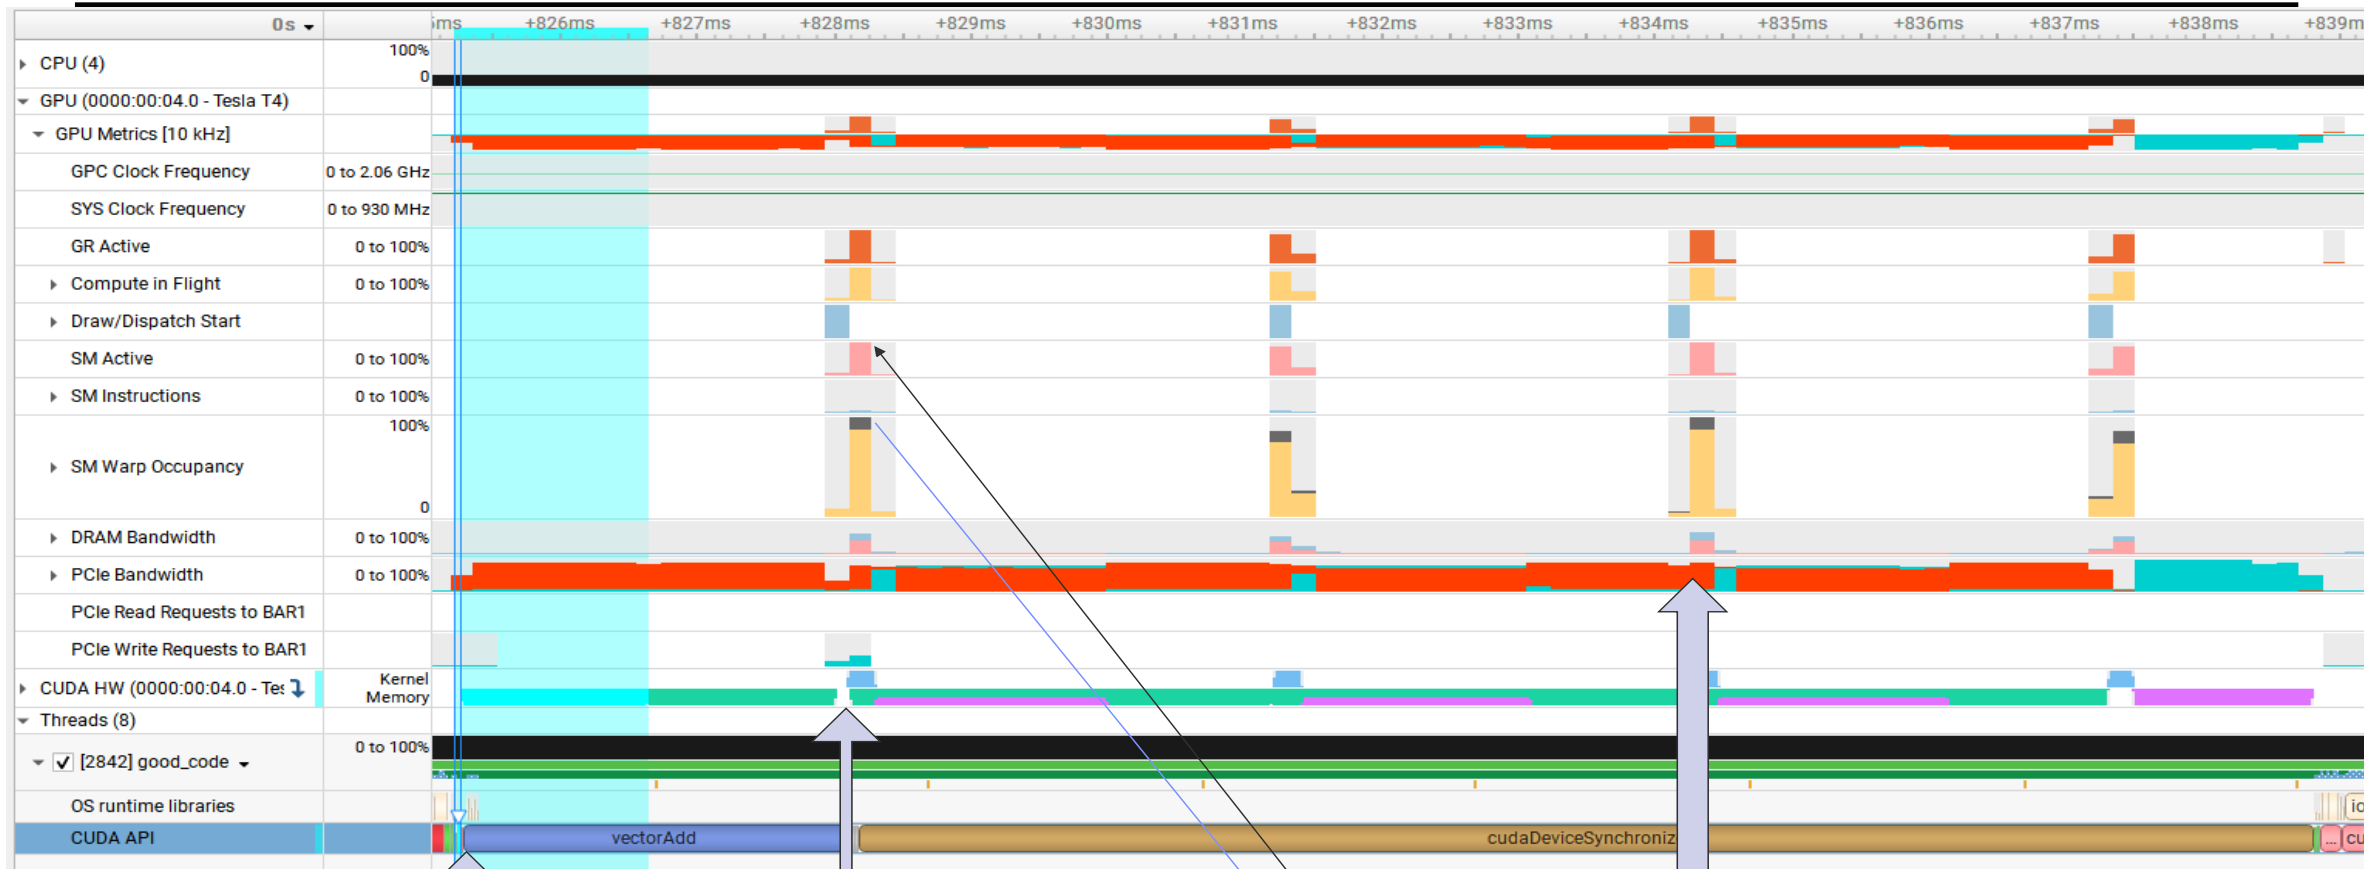 0s
5ms +826ms +827ms +828ms +829ms +830ms +831ms +832ms +833ms +834ms +835ms +836ms +837ms +838ms +839m
CPU (4) 100%
0
GPU (0000:00:04.0 - Tesla T4)
GPU Metrics [10 kHz]
GPC Clock Frequency 0 to 2.06 GHz
SYS Clock Frequency 0 to 930 MHz
GR Active 0 to 100%
Compute in Flight 0 to 100%
Draw/Dispatch Start
SM Active 0 to 100%
SM Instructions 0 to 100%
100%
SM Warp Occupancy
0
DRAM Bandwidth 0 to 100%
PCIe Bandwidth 0 to 100%
PCIe Read Requests to BAR1
PCIe Write Requests to BAR1
CUDA HW (0000:00:04.0 - Tes Kernel
Memory
Threads (8)
[2842] good_code 0 to 100%
OS runtime libraries io
CUDA API vectorAdd cudaDeviceSynchroniz ... cu